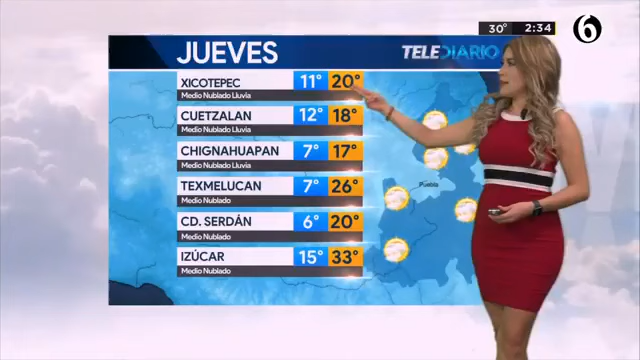 30° 2:34 6
JUEVES
TELEDIARIO
XICOTEPEC 11° 20°
Medio Nublado Lluvia
CUETZALAN 12° 18°
Medio Nublado Lluvia
CHIGNAHUAPAN 7° 17°
Medio Nublado Lluvia
TEXMELUCAN 7° 26°
Medio Nublado
CD. SERDÁN 6° 20°
Medio Nublado
IZÚCAR 15° 33°
Medio Nublado
Puebla